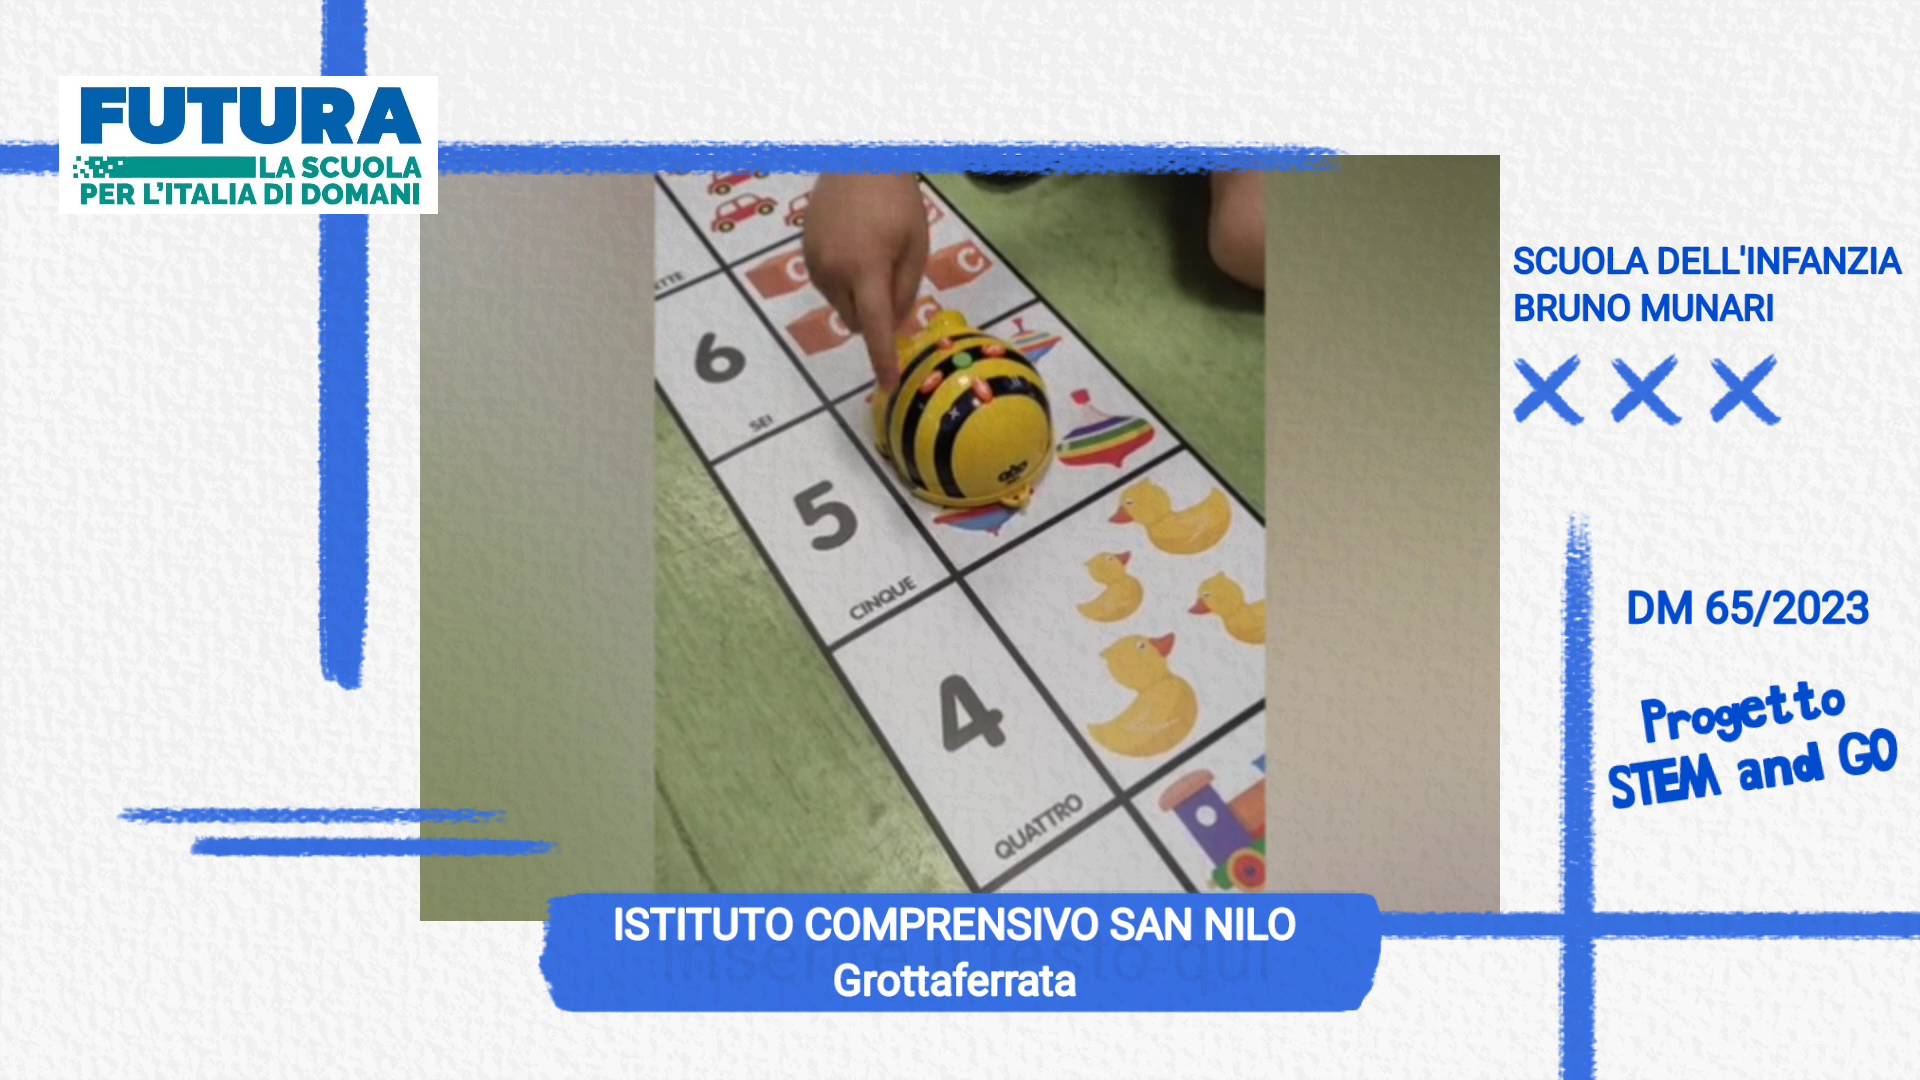 FUTURA
LA SCUOLA
PER L'ITALIA DI DOMANI
SCUOLA DELL'INFANZIA
BRUNO MUNARI
DM 65/2023
Progetto
STEM and GO
C
C
C
C
6
SEI
5
CINQUE
4
QUATTRO
ISTITUTO COMPRENSIVO SAN NILO
Grottaferrata